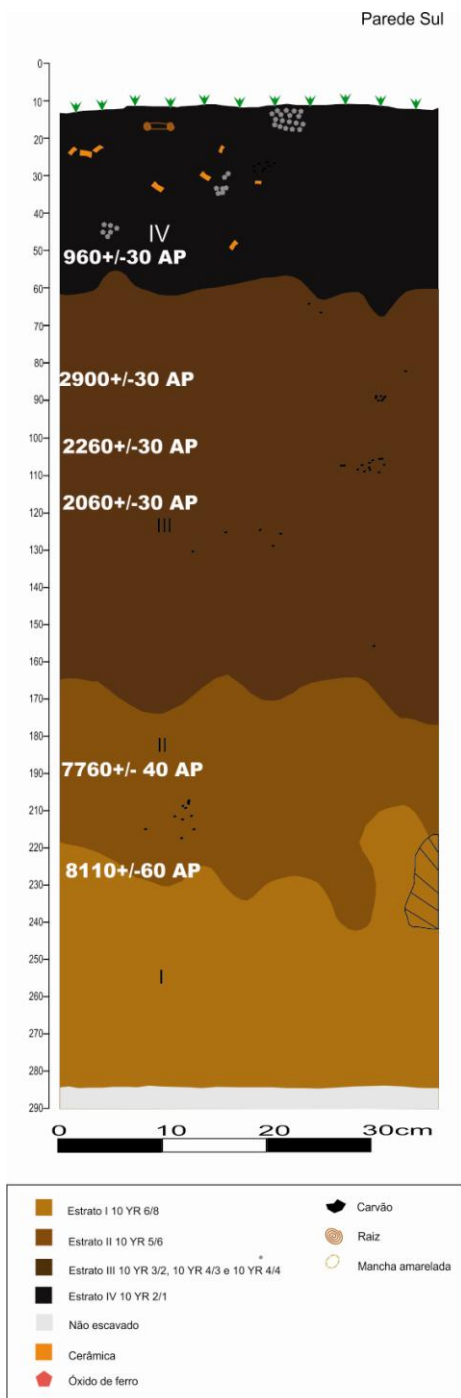 Parede Sul
0
10
20
30
40
IV
50
960+/-30 AP
60
70
80
2900+/-30 AP
90
100
2260+/-30 AP
110
2060+/-30 AP
120
III
130
140
150
160
170
180
II
190
7760+/- 40 AP
210
220
8110+/-60 AP
230
240
250
I
260
270
280
290
0 10 20 30cm
Estrato I 10 YR 6/8
Estrato II 10 YR 5/6
Estrato III 10 YR 3/2, 10 YR 4/3 e 10 YR 4/4
Estrato IV 10 YR 2/1
Não escavado
Cerâmica
Óxido de ferro
Carvão
Raiz
Mancha amarelada